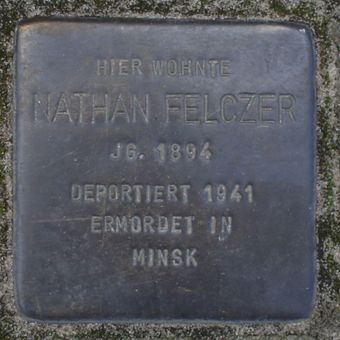 HIER WOHNTE
NATHAN FELCZER
JG. 1894
DEPORTIERT 1941
ERMORDET IN
MINSK